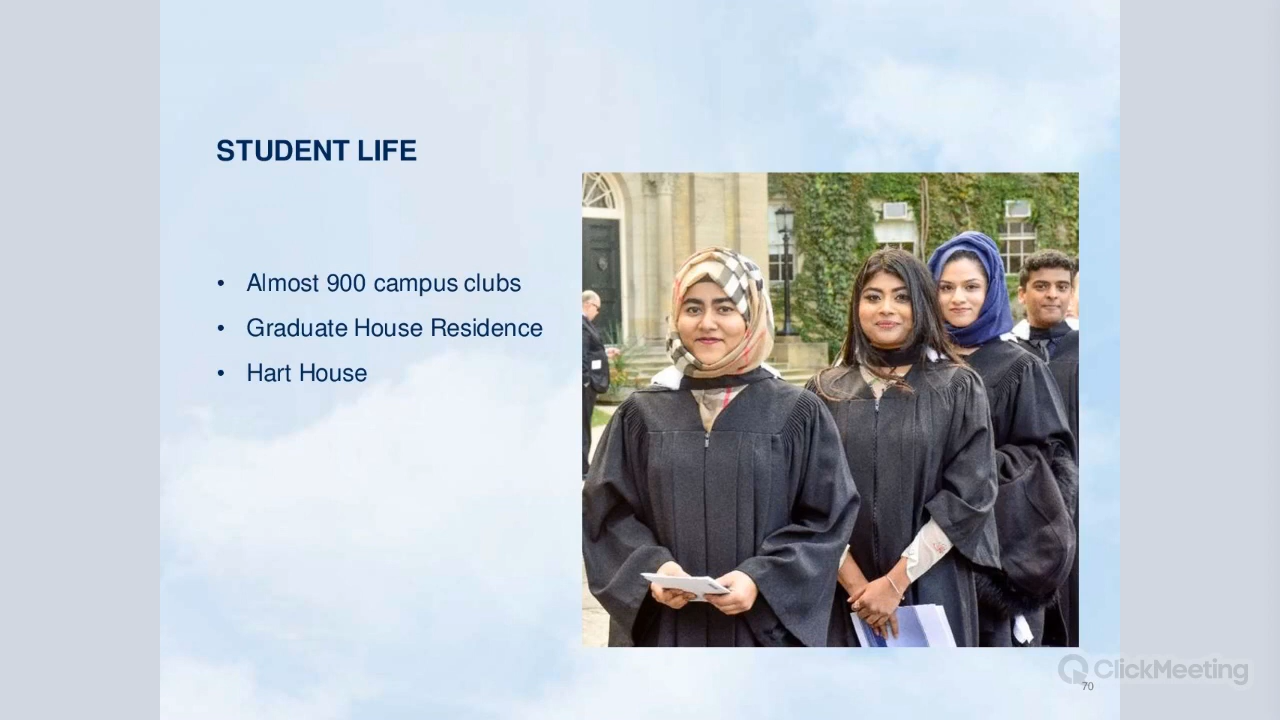 STUDENT LIFE
• Almost 900 campus clubs
• Graduate House Residence
• Hart House
ClickMeeting
70